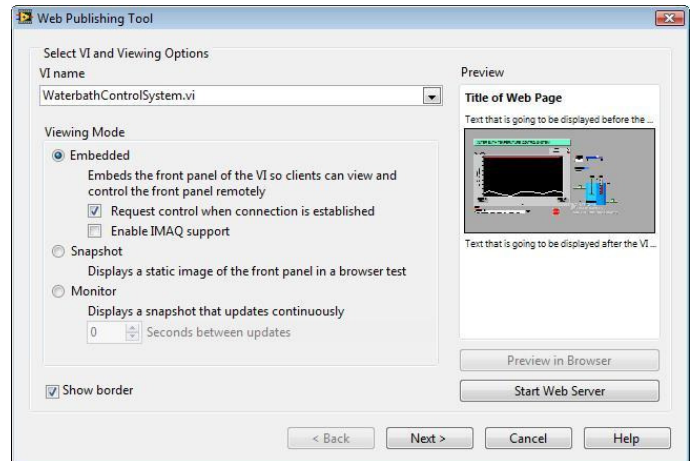 Web Publishing Tool
Select VI and Viewing Options
VI name
WaterbathControlSystem.vi
Viewing Mode
Embedded
Embeds the front panel of the VI so clients can view and
control the front panel remotely
Request control when connection is established
Enable IMAQ support
Snapshot
Displays a static image of the front panel in a browser test
Monitor
Displays a snapshot that updates continuously
0 Seconds between updates
Show border
Preview
Title of Web Page
Text that is going to be displayed before the ...
Text that is going to be displayed after the VI ...
Preview in Browser
Start Web Server
< Back
Next >
Cancel
Help